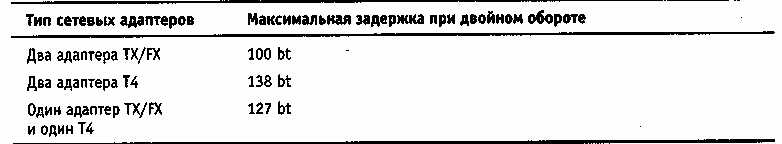 Тип сетевых адаптеров Максимальная задержка при двойном обороте
Два адаптера TX/FX 100 bt
Два адаптера T4 138 bt
Один адаптер TX/FX 127 bt
и один T4